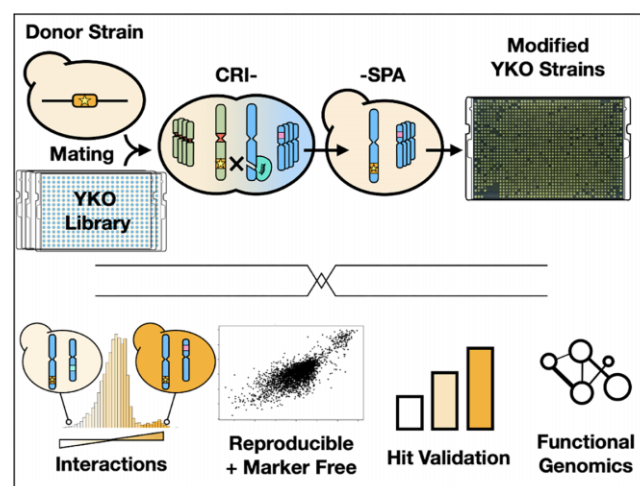 Donor Strain
Mating
YKO
Library
CRI-
-SPA
Modified
YKO Strains
Interactions
Reproducible
+ Marker Free
Hit Validation
Functional
Genomics